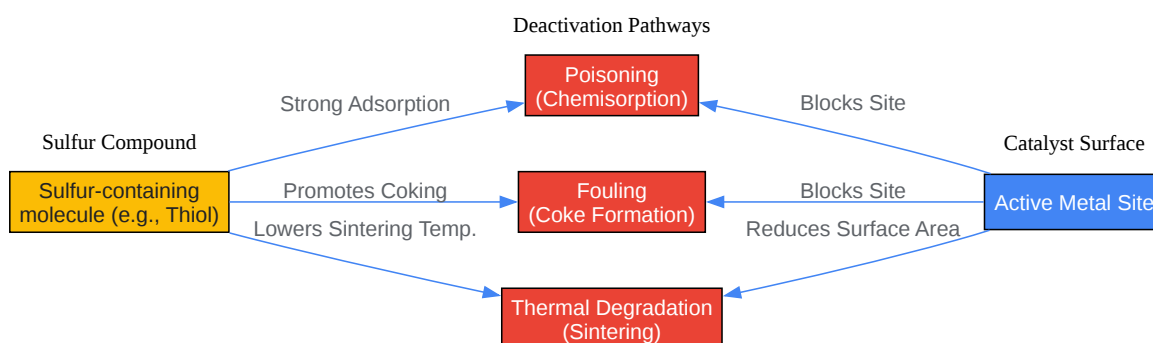 Deactivation Pathways
Poisoning
(Chemisorption)
Strong Adsorption
Blocks Site
Sulfur Compound
Catalyst Surface
Sulfur-containing
molecule (e.g., Thiol)
Promotes Coking
Fouling
(Coke Formation)
Blocks Site
Active Metal Site
Lowers Sintering Temp.
Reduces Surface Area
Thermal Degradation
(Sintering)